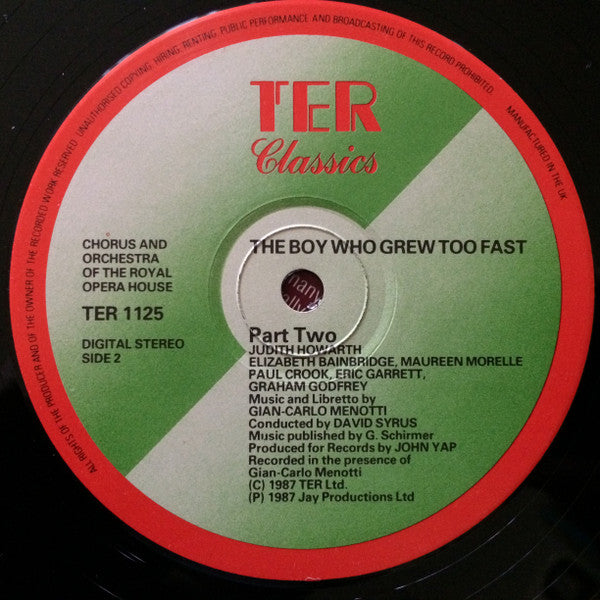 ALL RIGHTS OF THE PRODUCER AND OF THE OWNER OF THE RECORDED WORK RESERVED. UNAUTHORISED COPYING, HIRING, RENTING, PUBLIC PERFORMANCE AND BROADCASTING OF THIS RECORD PROHIBITED. MANUFACTURED IN THE UK
TER
Classics
CHORUS AND
ORCHESTRA
OF THE ROYAL
OPERA HOUSE
TER 1125
DIGITAL STEREO
SIDE 2
THE BOY WHO GREW TOO FAST
Part Two
JUDITH HOWARTH
ELIZABETH BAINBRIDGE, MAUREEN MORELLE
PAUL CROOK, ERIC GARRETT,
GRAHAM GODFREY
Music and Libretto by
GIAN-CARLO MENOTTI
Conducted by DAVID SYRUS
Music published by G. Schirmer
Produced for Records by JOHN YAP
Recorded in the presence of
Gian-Carlo Menotti
(C) 1987 TER Ltd.
(P) 1987 Jay Productions Ltd